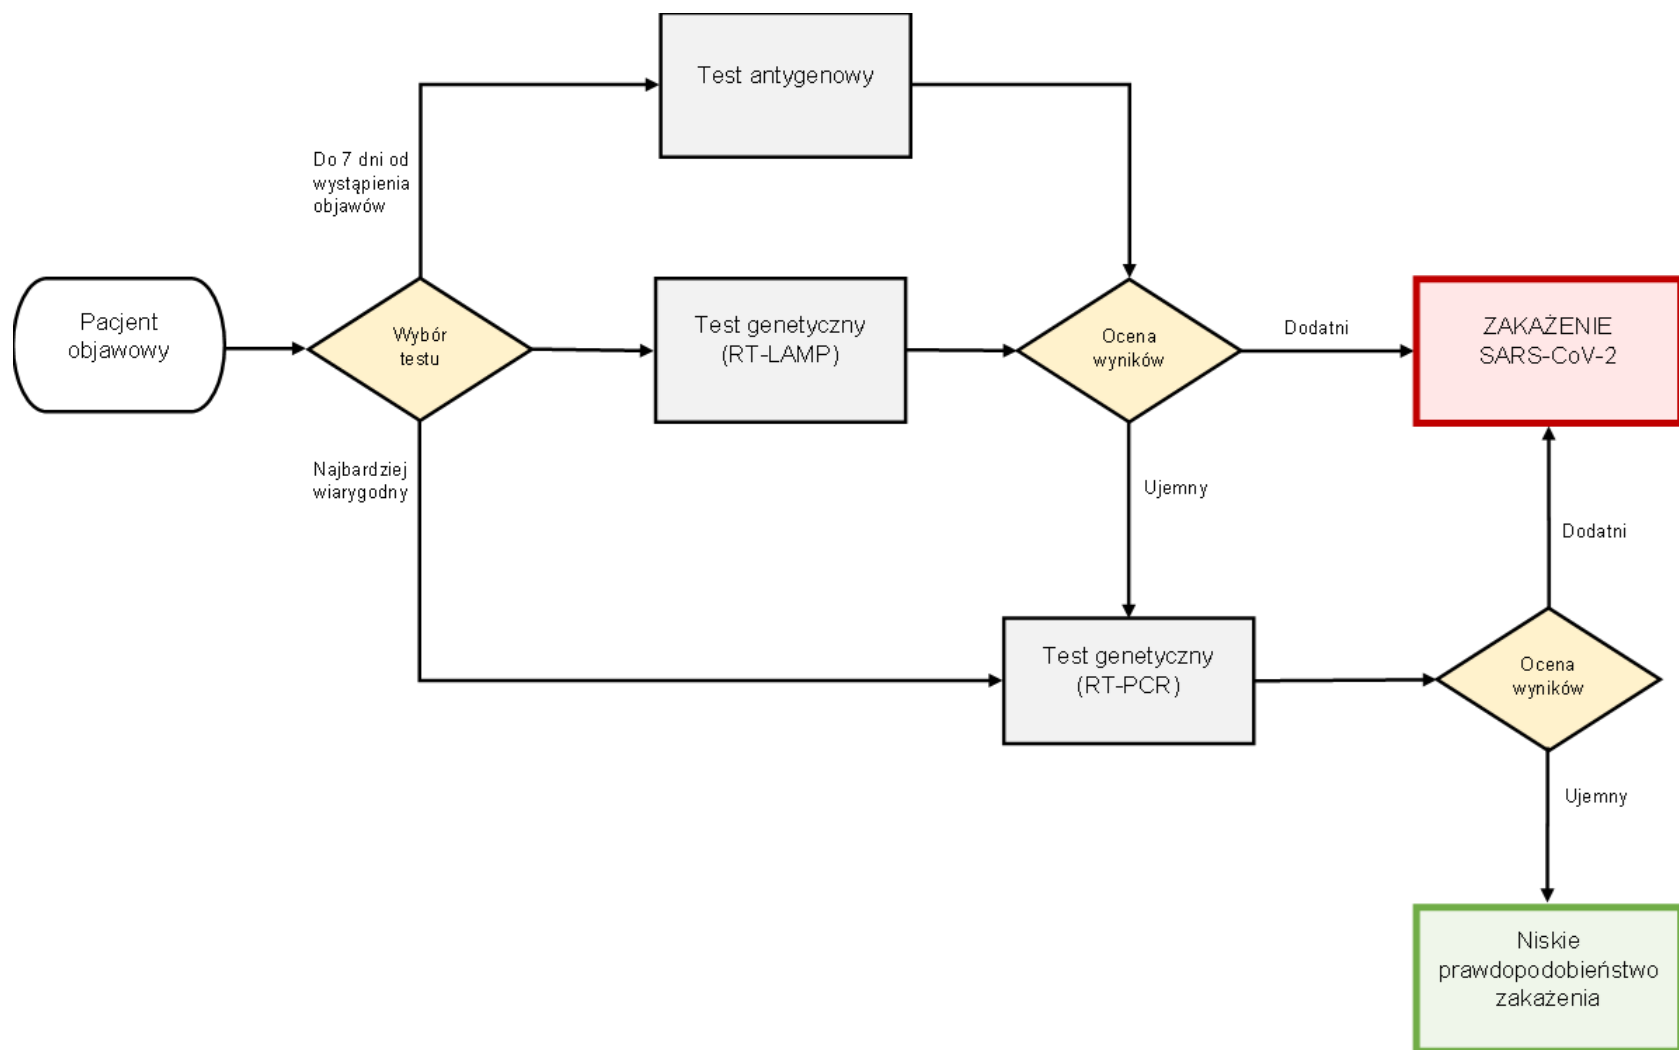 Test antygenowy
Do 7 dni od
wystąpienia
objawów
Pacjent
objawowy
Wybór
testu
Test genetyczny
(RT-LAMP)
Ocena
wyników
Dodatni
ZAKAŻENIE
SARS-CoV-2
Najbardziej
wiarygodny
Ujemny
Dodatni
Test genetyczny
(RT-PCR)
Ocena
wyników
Ujemny
Niskie
prawdopodobieństwo
zakażenia